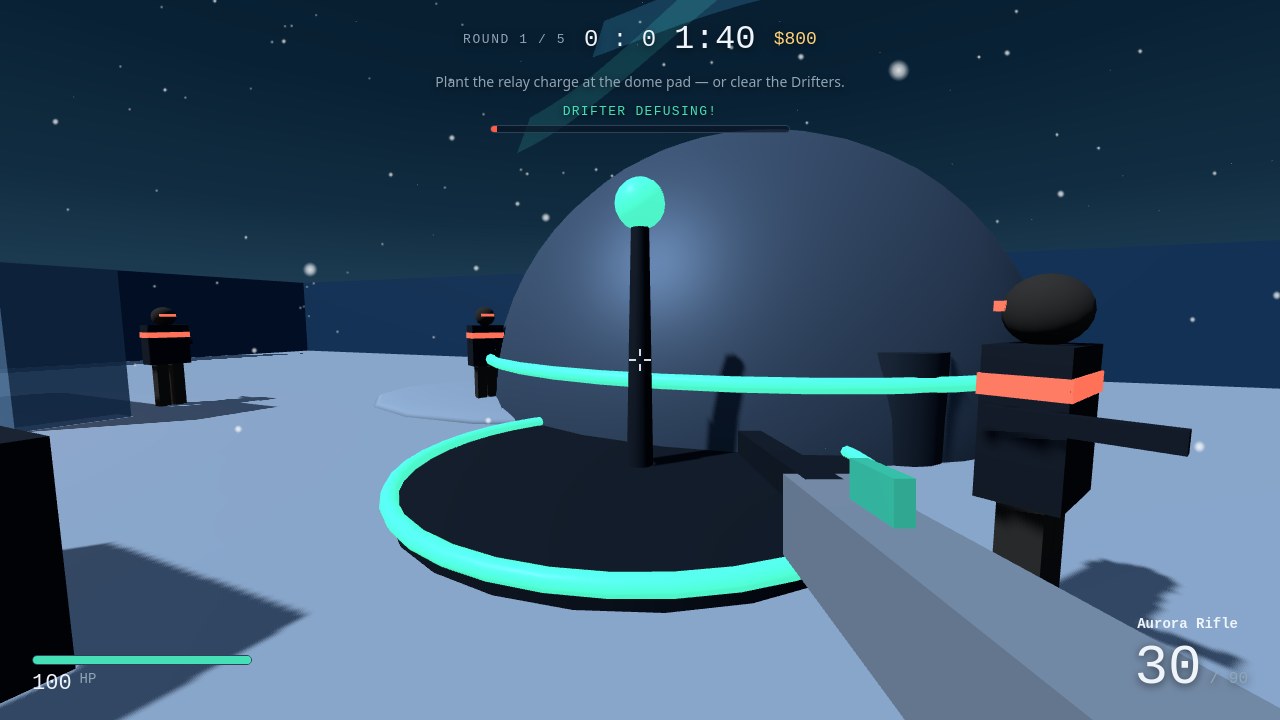 ROUND 1 / 5 0 : 0 1:40 $800
Plant the relay charge at the dome pad — or clear the Drifters.
DRIFTER DEFUSING!
Aurora Rifle
30 / 90
100 HP